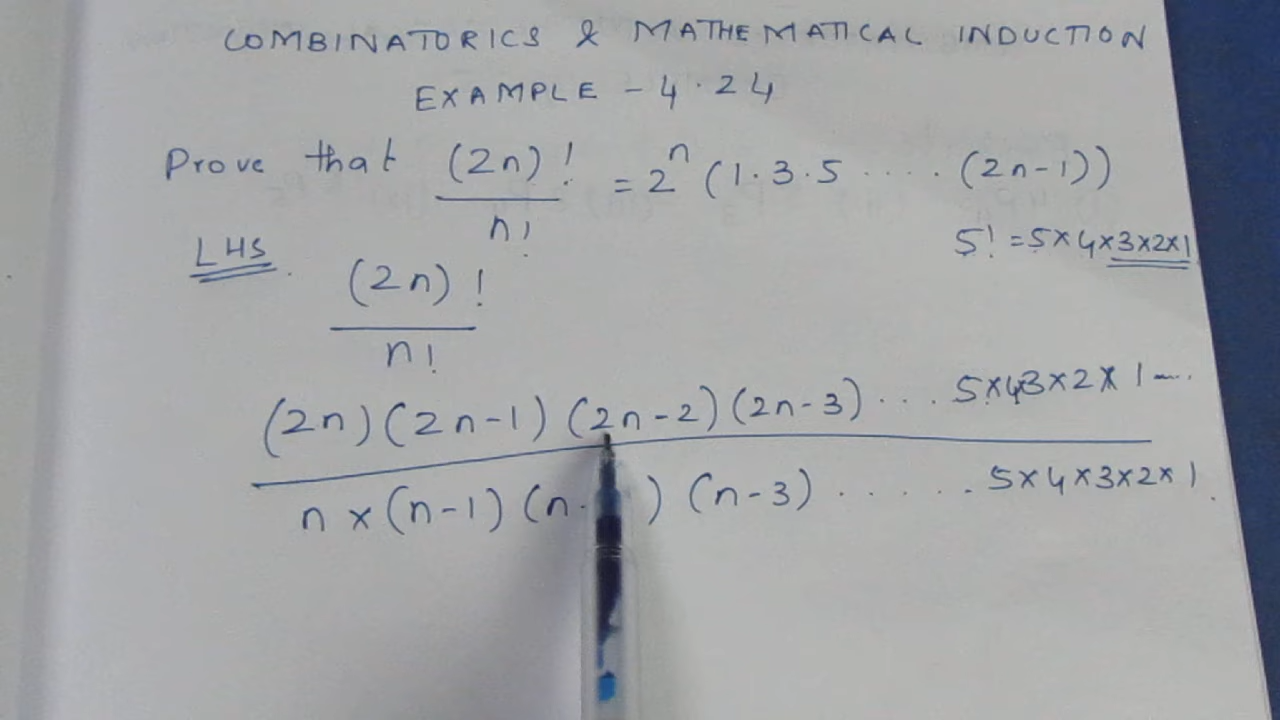 COMBINATORICS & MATHEMATICAL INDUCTION
EXAMPLE - 4.24
Prove that (2n)! / n! = 2^n (1.3.5 .... (2n-1))
LHS
5! = 5×4×3×2×1
(2n)! / n!
(2n)(2n-1)(2n-2)(2n-3)... 5×43×2×1....
n×(n-1)(n- )(n-3)...... 5×4×3×2×1.